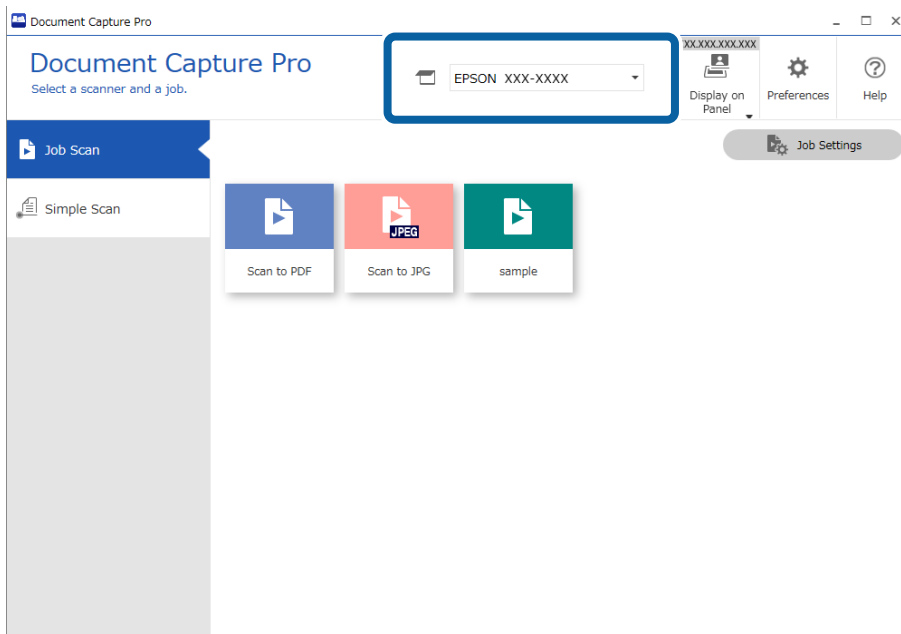 Document Capture Pro
Document Capture Pro
Select a scanner and a job.
EPSON XXX-XXXX
XX.XXX.XXX.XXX
Display on
Panel
Preferences
Help
Job Scan
Job Settings
Simple Scan
JPEG
Scan to PDF
Scan to JPG
sample